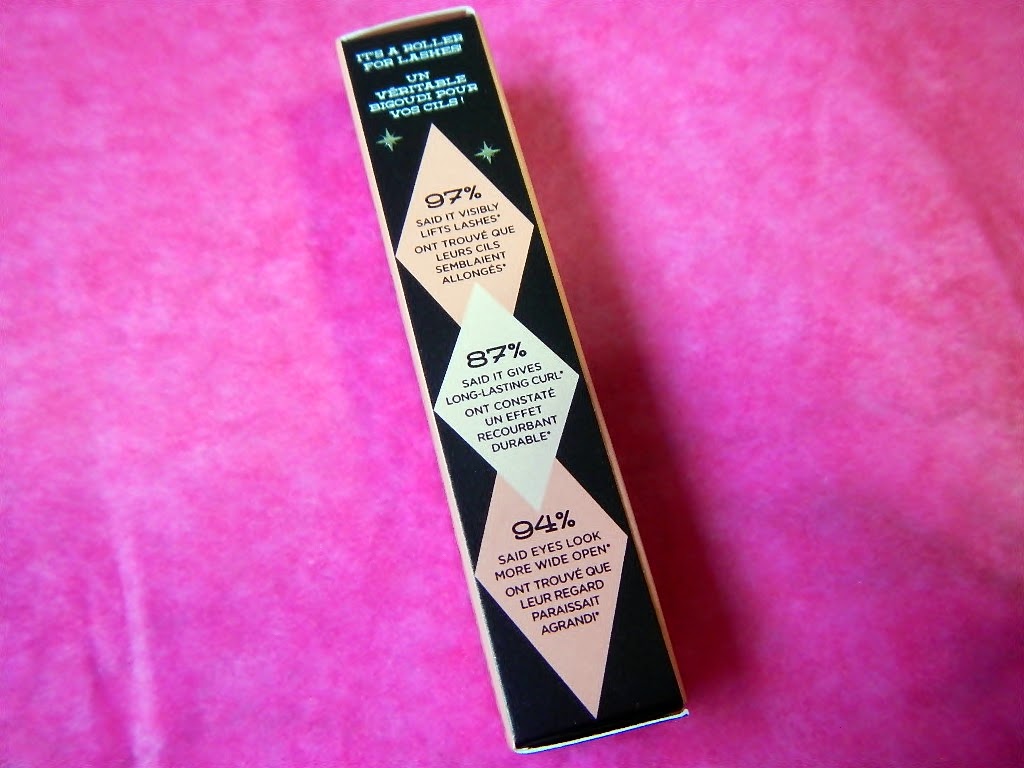 IT'S A ROLLER
FOR LASHES!
UN
VÉRITABLE
BIGOUDI POUR
VOS CILS!
97%
SAID IT VISIBLY
LIFTS LASHES*
ONT TROUVÉ QUE
LEURS CILS
SEMBLAIENT
ALLONGÉS*
87%
SAID IT GIVES
LONG-LASTING CURL*
ONT CONSTATÉ
UN EFFET
RECOURBANT
DURABLE*
94%
SAID EYES LOOK
MORE WIDE OPEN*
ONT TROUVÉ QUE
LEUR REGARD
PARAISSAIT
AGRANDI*